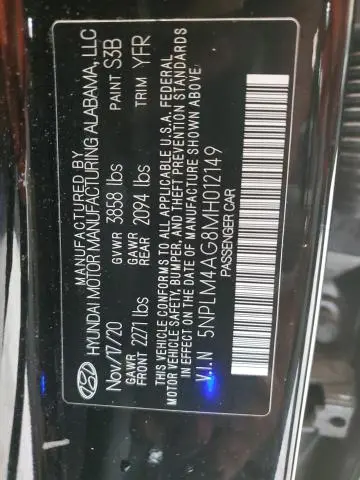 MANUFACTURED BY
HYUNDAI MOTOR MANUFACTURING ALABAMA, LLC
Nov/17/20 GVWR 3858 lbs PAINT S3B
GAWR FRONT 2271 lbs GAWR REAR 2094 lbs TRIM YFR
THIS VEHICLE CONFORMS TO ALL APPLICABLE U.S.A. FEDERAL
MOTOR VEHICLE SAFETY, BUMPER, AND THEFT PREVENTION STANDARDS
IN EFFECT ON THE DATE OF MANUFACTURE SHOWN ABOVE
V.I.N 5NPLM4AG8MH012149
PASSENGER CAR